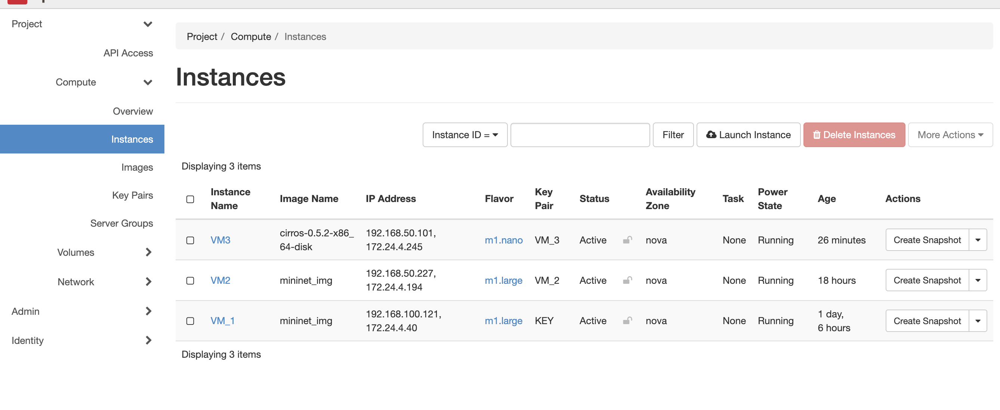 Project
API Access
Compute
Overview
Instances
Images
Key Pairs
Server Groups
Volumes
Network
Admin
Identity
Project / Compute / Instances
Instances
Instance ID = Filter Launch Instance Delete Instances More Actions
Displaying 3 items
Instance Name Image Name IP Address Flavor Key Pair Status Availability Zone Task Power State Age Actions
VM3 cirros-0.5.2-x86_64-disk 192.168.50.101, 172.24.4.245 m1.nano VM_3 Active nova None Running 26 minutes Create Snapshot
VM2 mininet_img 192.168.50.227, 172.24.4.194 m1.large VM_2 Active nova None Running 18 hours Create Snapshot
VM_1 mininet_img 192.168.100.121, 172.24.4.40 m1.large KEY Active nova None Running 1 day, 6 hours Create Snapshot
Displaying 3 items